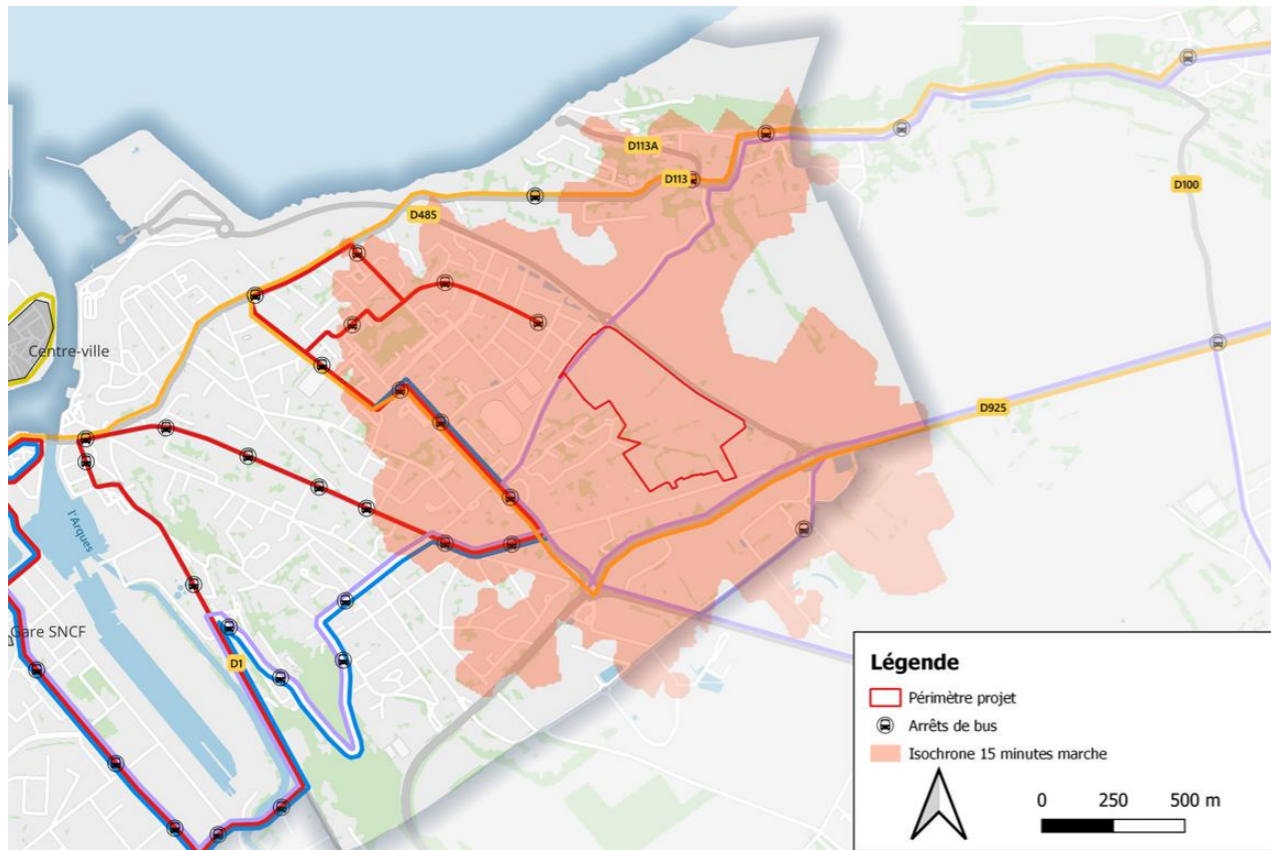 D113A
D113
D100
D485
Centre-ville
D925
l'Arques
Gare SNCF
D1
Légende
Périmètre projet
Arrêts de bus
Isochrone 15 minutes marche
0 250 500 m